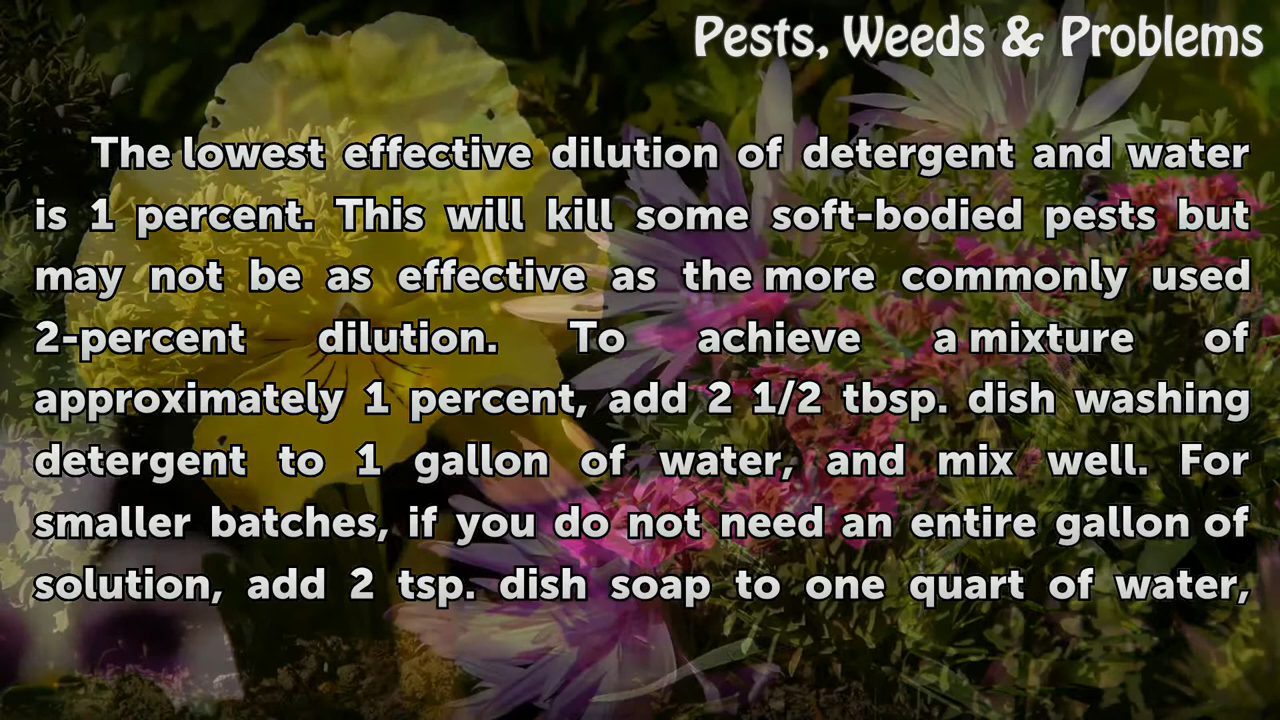 Pests, Weeds & Problems
The lowest effective dilution of detergent and water
is 1 percent. This will kill some soft-bodied pests but
may not be as effective as the more commonly used
2-percent dilution. To achieve a mixture of
approximately 1 percent, add 2 1/2 tbsp. dish washing
detergent to 1 gallon of water, and mix well. For
smaller batches, if you do not need an entire gallon of
solution, add 2 tsp. dish soap to one quart of water,